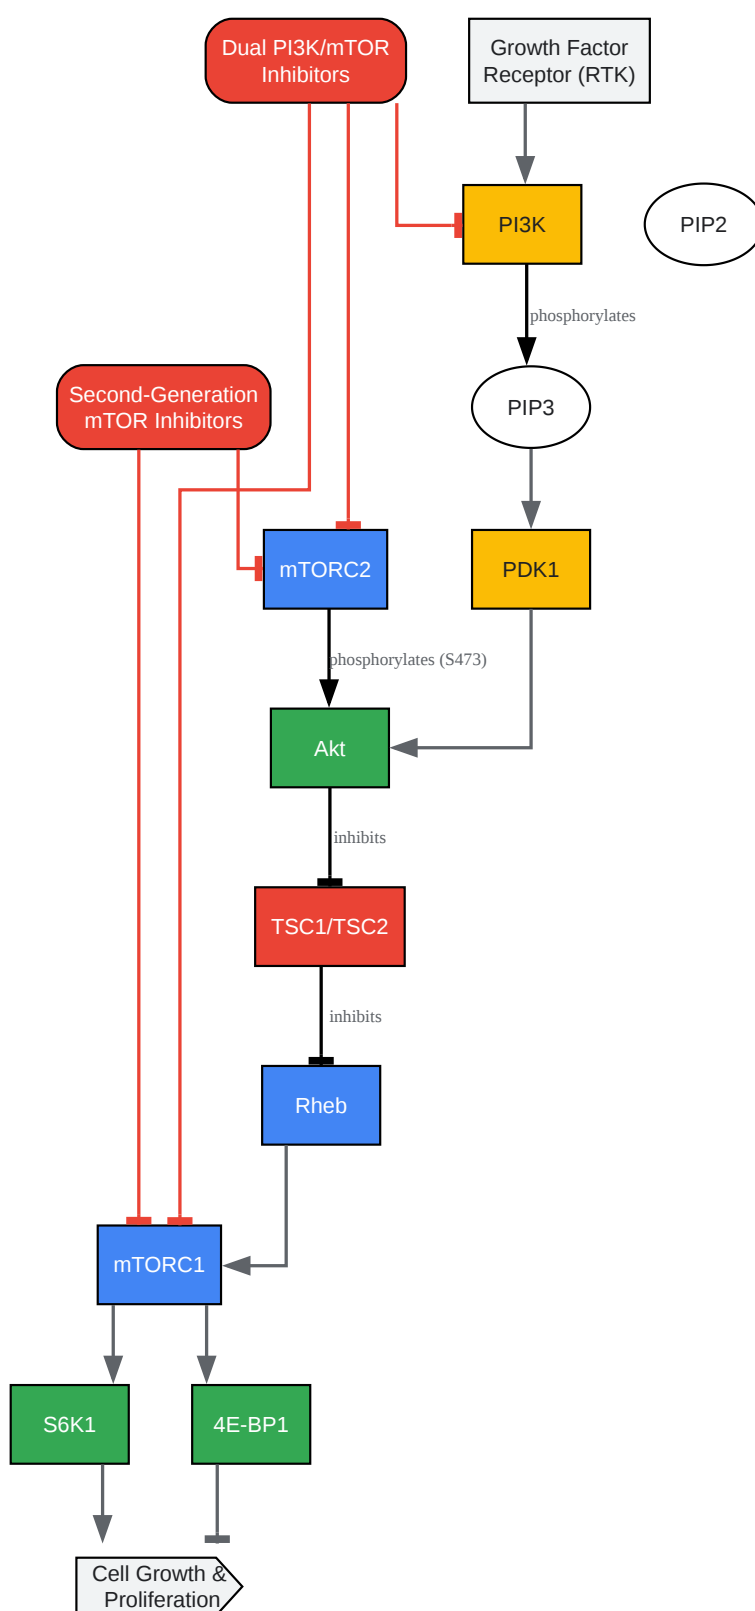 Dual PI3K/mTOR
Inhibitors
Growth Factor
Receptor (RTK)
PI3K
PIP2
phosphorylates
Second-Generation
mTOR Inhibitors
PIP3
mTORC2
PDK1
phosphorylates (S473)
Akt
inhibits
TSC1/TSC2
inhibits
Rheb
mTORC1
S6K1
4E-BP1
Cell Growth &
Proliferation